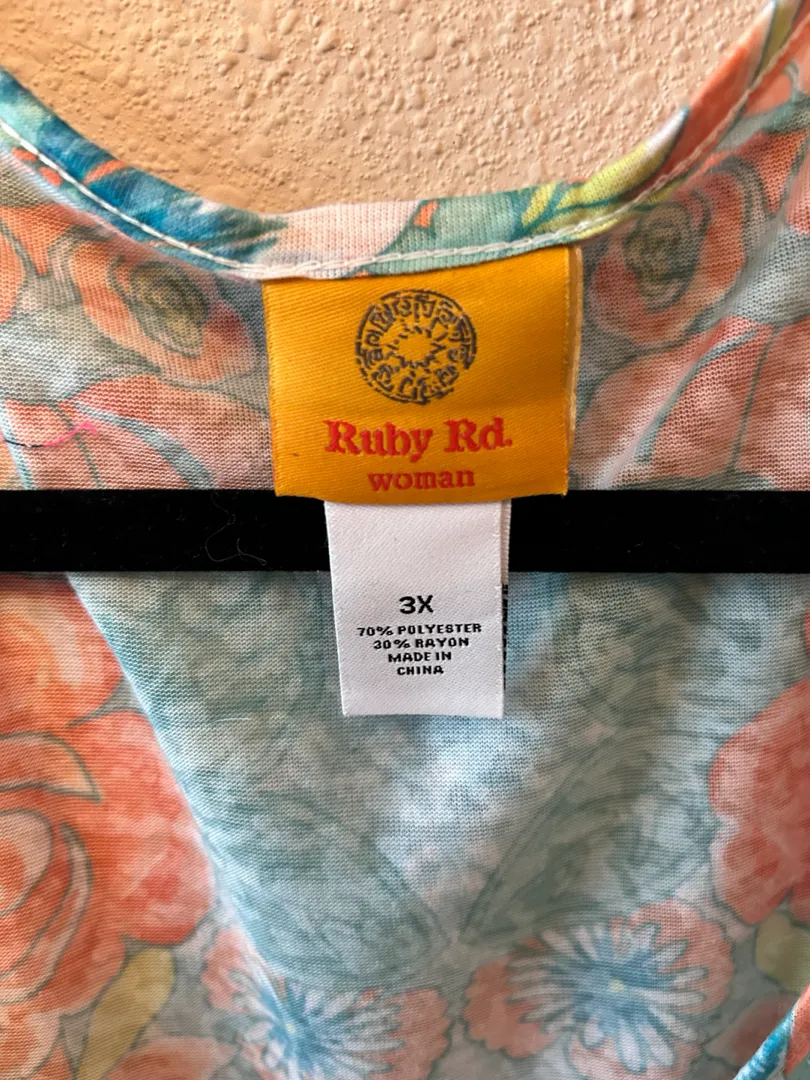 Ruby Rd.
woman
3X
70% POLYESTER
30% RAYON
MADE IN
CHINA